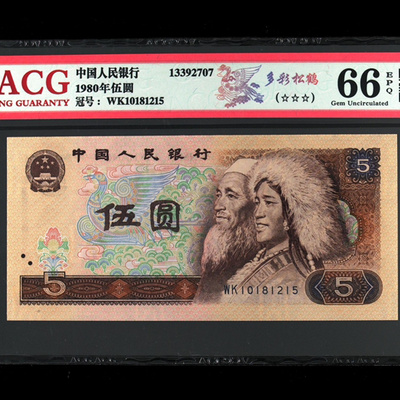 ACG
NG GUARANTY
中国人民银行
1980年伍圆
冠号：WK10181215
13392707
多彩松鹤
(☆☆☆)
66 EPQ
Gem Uncirculated
中国人民银行
5
伍圆
5
WK10181215
5